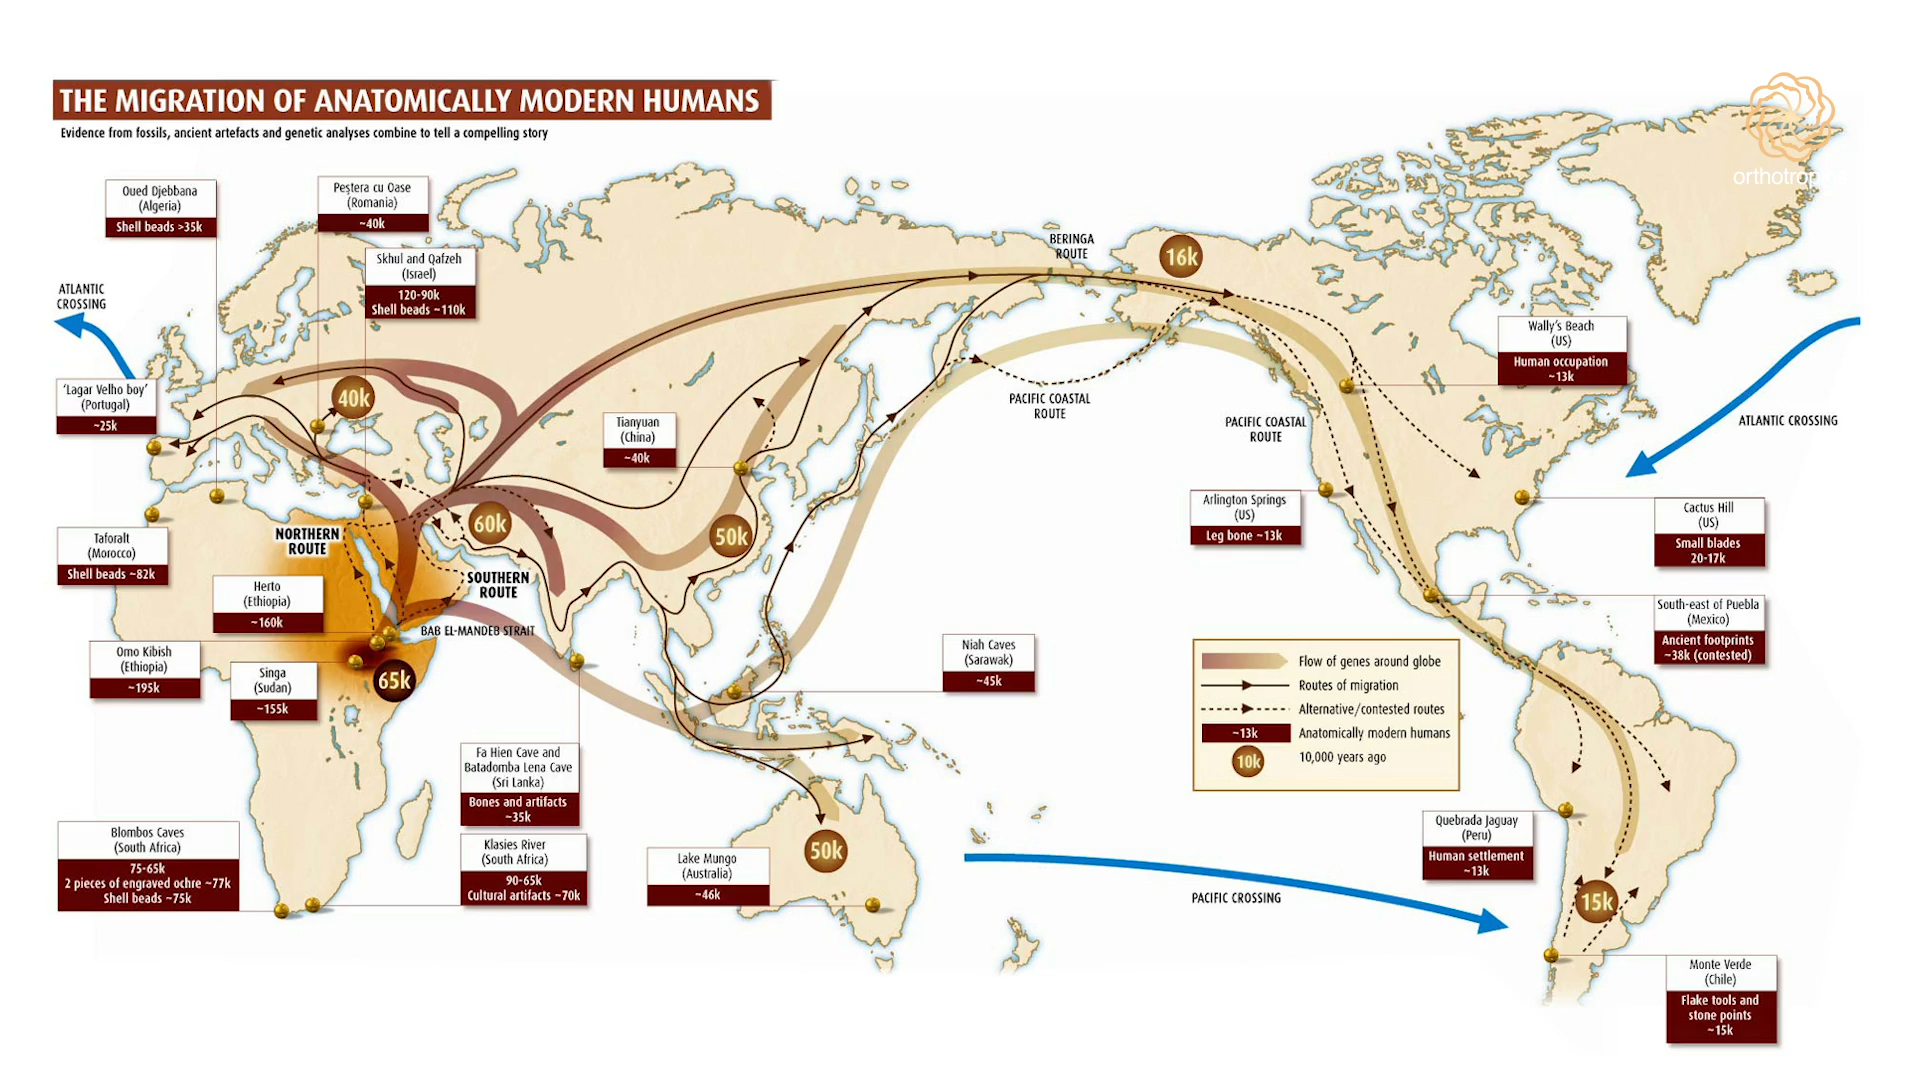 THE MIGRATION OF ANATOMICALLY MODERN HUMANS
Evidence from fossils, ancient artefacts and genetic analyses combine to tell a compelling story
orthotrop
Oued Djebbana
(Algeria)
Shell beads >35k
Peştera cu Oase
(Romania)
~40k
Skhul and Qafzeh
(Israel)
120-90k
Shell beads ~110k
ATLANTIC
CROSSING
'Lagar Velho boy'
(Portugal)
~25k
40k
BERINGA
ROUTE
16k
Wally's Beach
(US)
Human occupation
~13k
PACIFIC COASTAL
ROUTE
PACIFIC COASTAL
ROUTE
ATLANTIC CROSSING
Tianyuan
(China)
~40k
Taforalt
(Morocco)
Shell beads ~82k
NORTHERN
ROUTE
60k
50k
Arlington Springs
(US)
Leg bone ~13k
Cactus Hill
(US)
Small blades
20-17k
Herto
(Ethiopia)
~160k
SOUTHERN
ROUTE
BAB EL-MANDEB STRAIT
South-east of Puebla
(Mexico)
Ancient footprints
~38k (contested)
Omo Kibish
(Ethiopia)
~195k
Singa
(Sudan)
~155k
65k
Niah Caves
(Sarawak)
~45k
Flow of genes around globe
Routes of migration
Alternative/contested routes
~13k
Anatomically modern humans
10k
10,000 years ago
Fa Hien Cave and
Batadomba Lena Cave
(Sri Lanka)
Bones and artifacts
~35k
Blombos Caves
(South Africa)
75-65k
2 pieces of engraved ochre ~77k
Shell beads ~75k
Klasies River
(South Africa)
90-65k
Cultural artifacts ~70k
Lake Mungo
(Australia)
~46k
50k
Quebrada Jaguay
(Peru)
Human settlement
~13k
PACIFIC CROSSING
15k
Monte Verde
(Chile)
Flake tools and
stone points
~15k